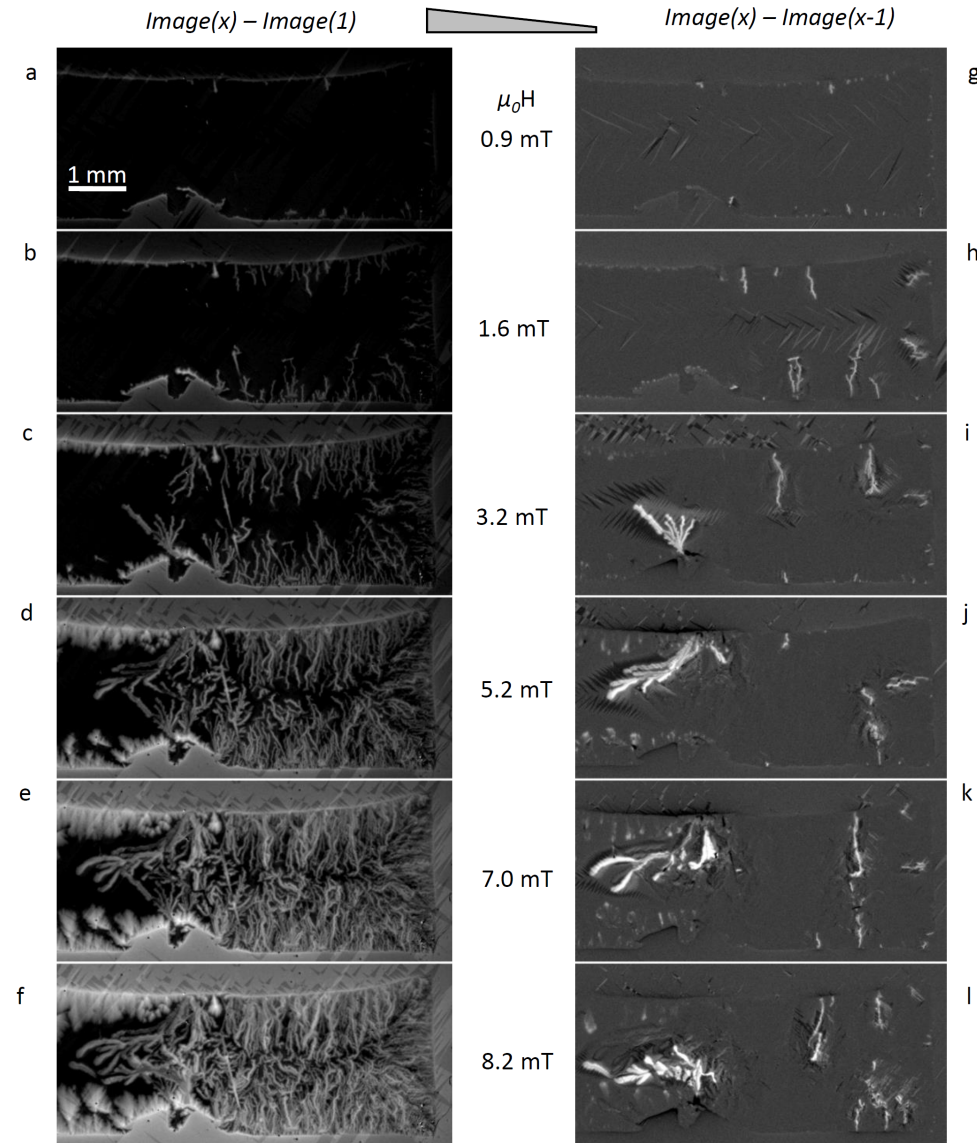 Image(x) – Image(1)
Image(x) – Image(x-1)
a
g
μ₀H
0.9 mT
1 mm
b
h
1.6 mT
c
i
3.2 mT
d
j
5.2 mT
e
k
7.0 mT
f
l
8.2 mT